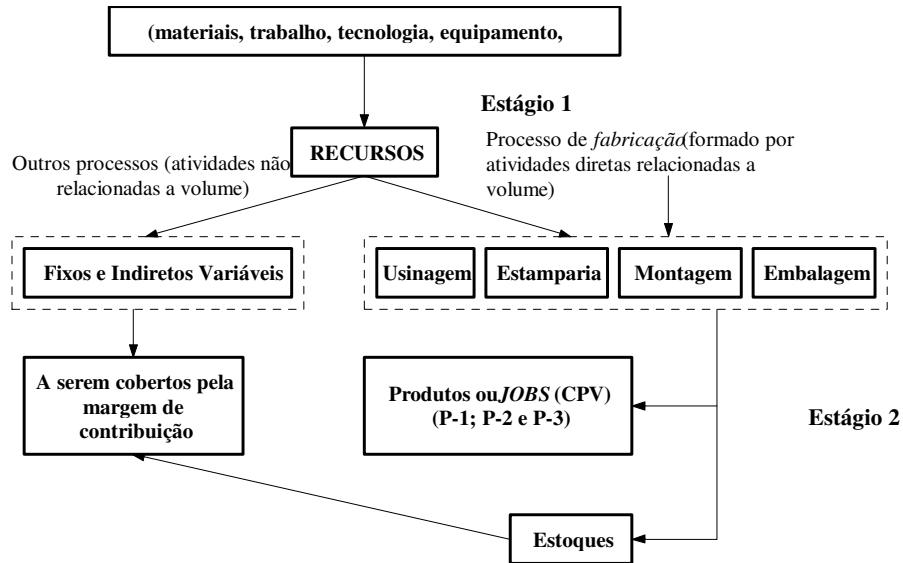 (materiais, trabalho, tecnologia, equipamento,
Estágio 1
RECURSOS
Processo de fabricação(formado por
atividades diretas relacionadas a
volume)
Outros processos (atividades não
relacionadas a volume)
Fixos e Indiretos Variáveis
Usinagem
Estamparia
Montagem
Embalagem
A serem cobertos pela
margem de
contribuição
Produtos ou JOBS (CPV)
(P-1; P-2 e P-3)
Estágio 2
Estoques